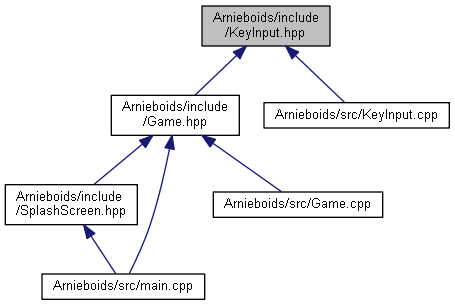 Arnieboids/include
/KeyInput.hpp
Arnieboids/include
/Game.hpp
Arnieboids/src/KeyInput.cpp
Arnieboids/include
/SplashScreen.hpp
Arnieboids/src/Game.cpp
Arnieboids/src/main.cpp